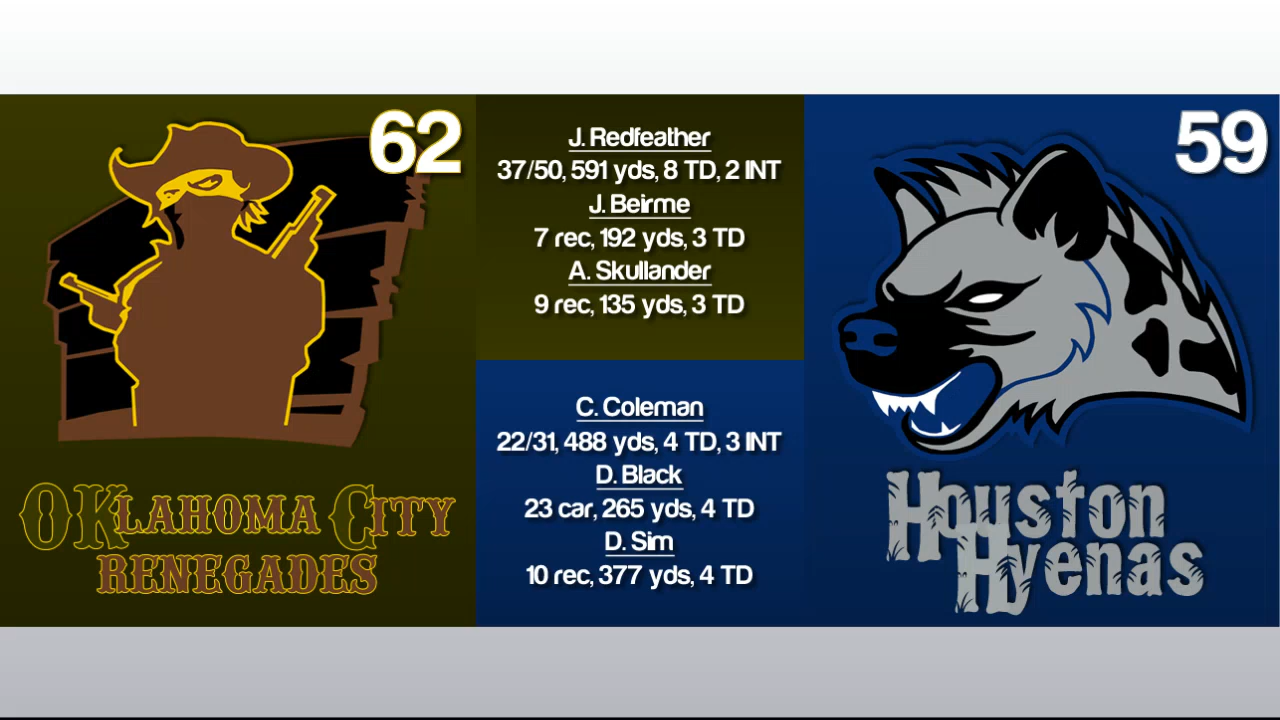 62
OKLAHOMA CITY
RENEGADES
J. Redfeather
37/50, 591 yds, 8 TD, 2 INT
J. Beirme
7 rec, 192 yds, 3 TD
A. Skullander
9 rec, 135 yds, 3 TD
C. Coleman
22/31, 488 yds, 4 TD, 3 INT
D. Black
23 car, 265 yds, 4 TD
D. Sim
10 rec, 377 yds, 4 TD
59
Houston
Hyenas